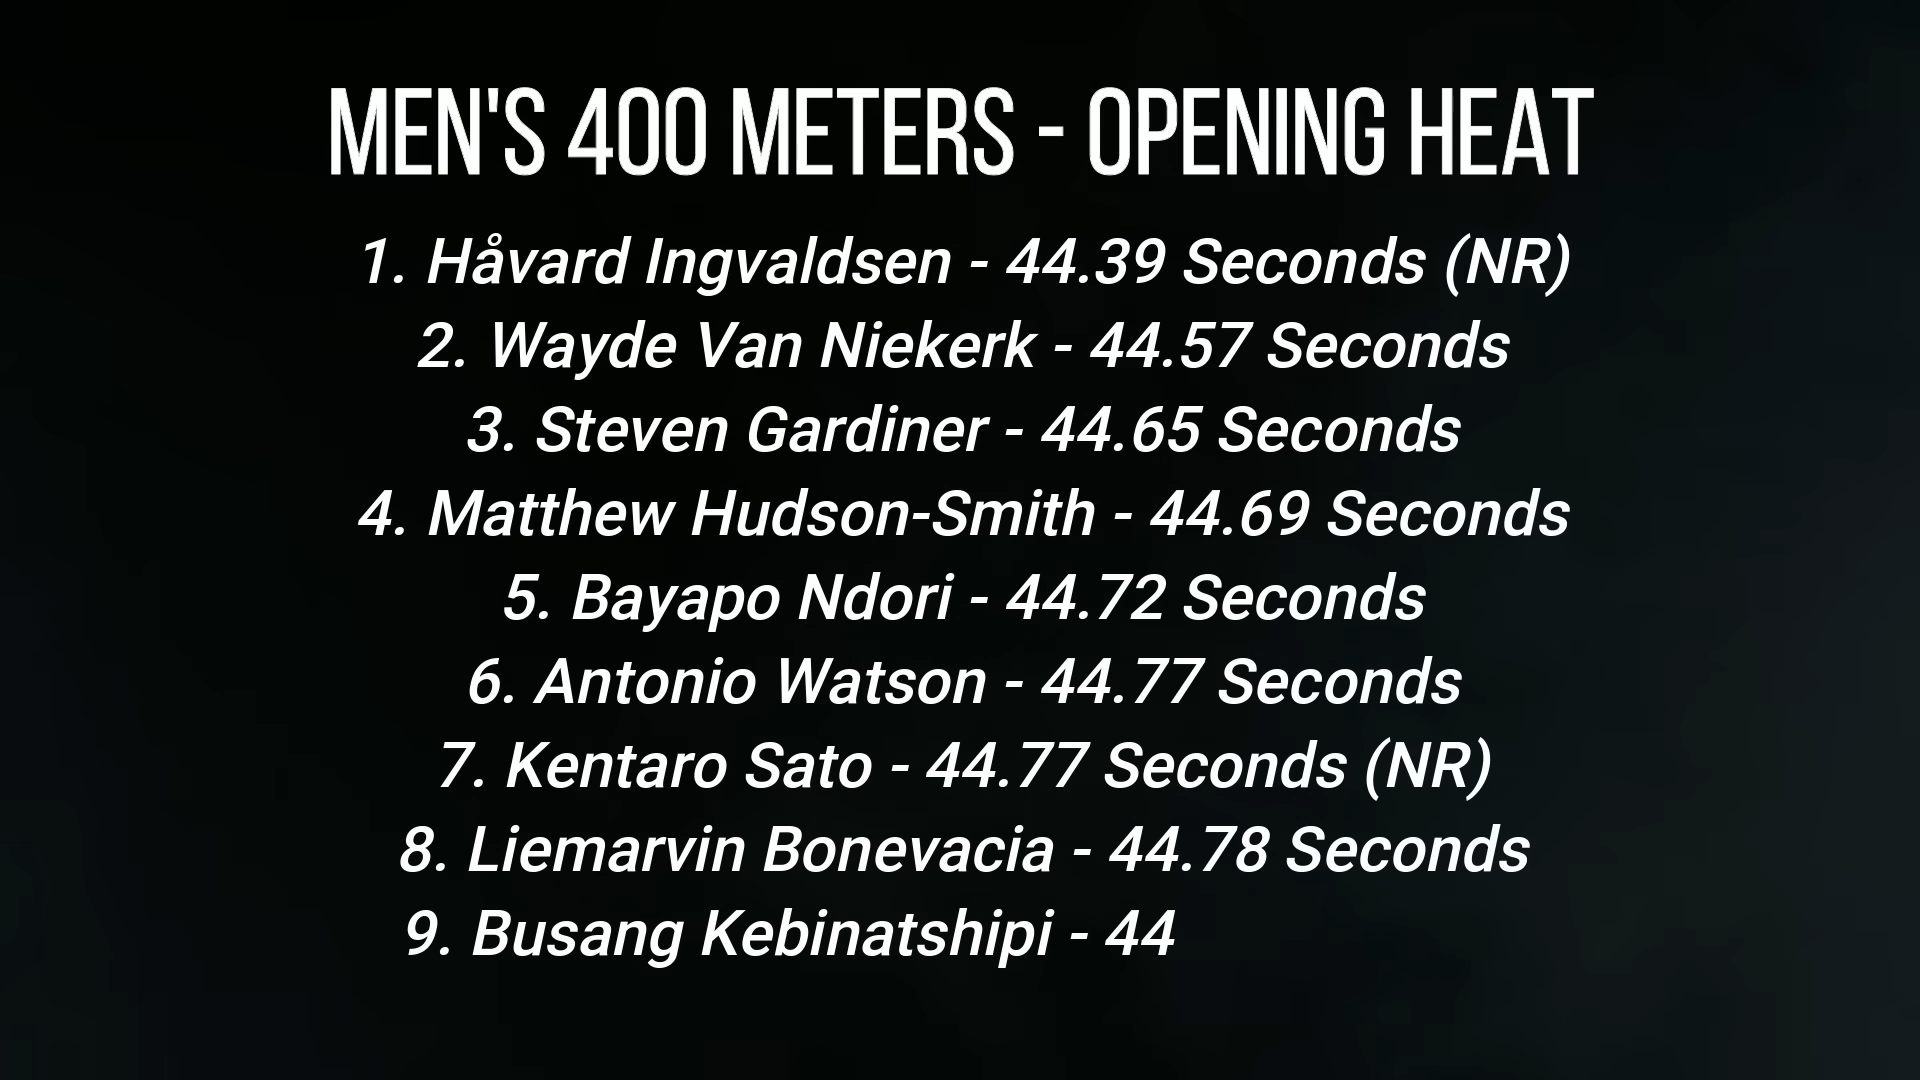 MEN'S 400 METERS - OPENING HEAT
1. Håvard Ingvaldsen - 44.39 Seconds (NR)
2. Wayde Van Niekerk - 44.57 Seconds
3. Steven Gardiner - 44.65 Seconds
4. Matthew Hudson-Smith - 44.69 Seconds
5. Bayapo Ndori - 44.72 Seconds
6. Antonio Watson - 44.77 Seconds
7. Kentaro Sato - 44.77 Seconds (NR)
8. Liemarvin Bonevacia - 44.78 Seconds
9. Busang Kebinatshipi - 44